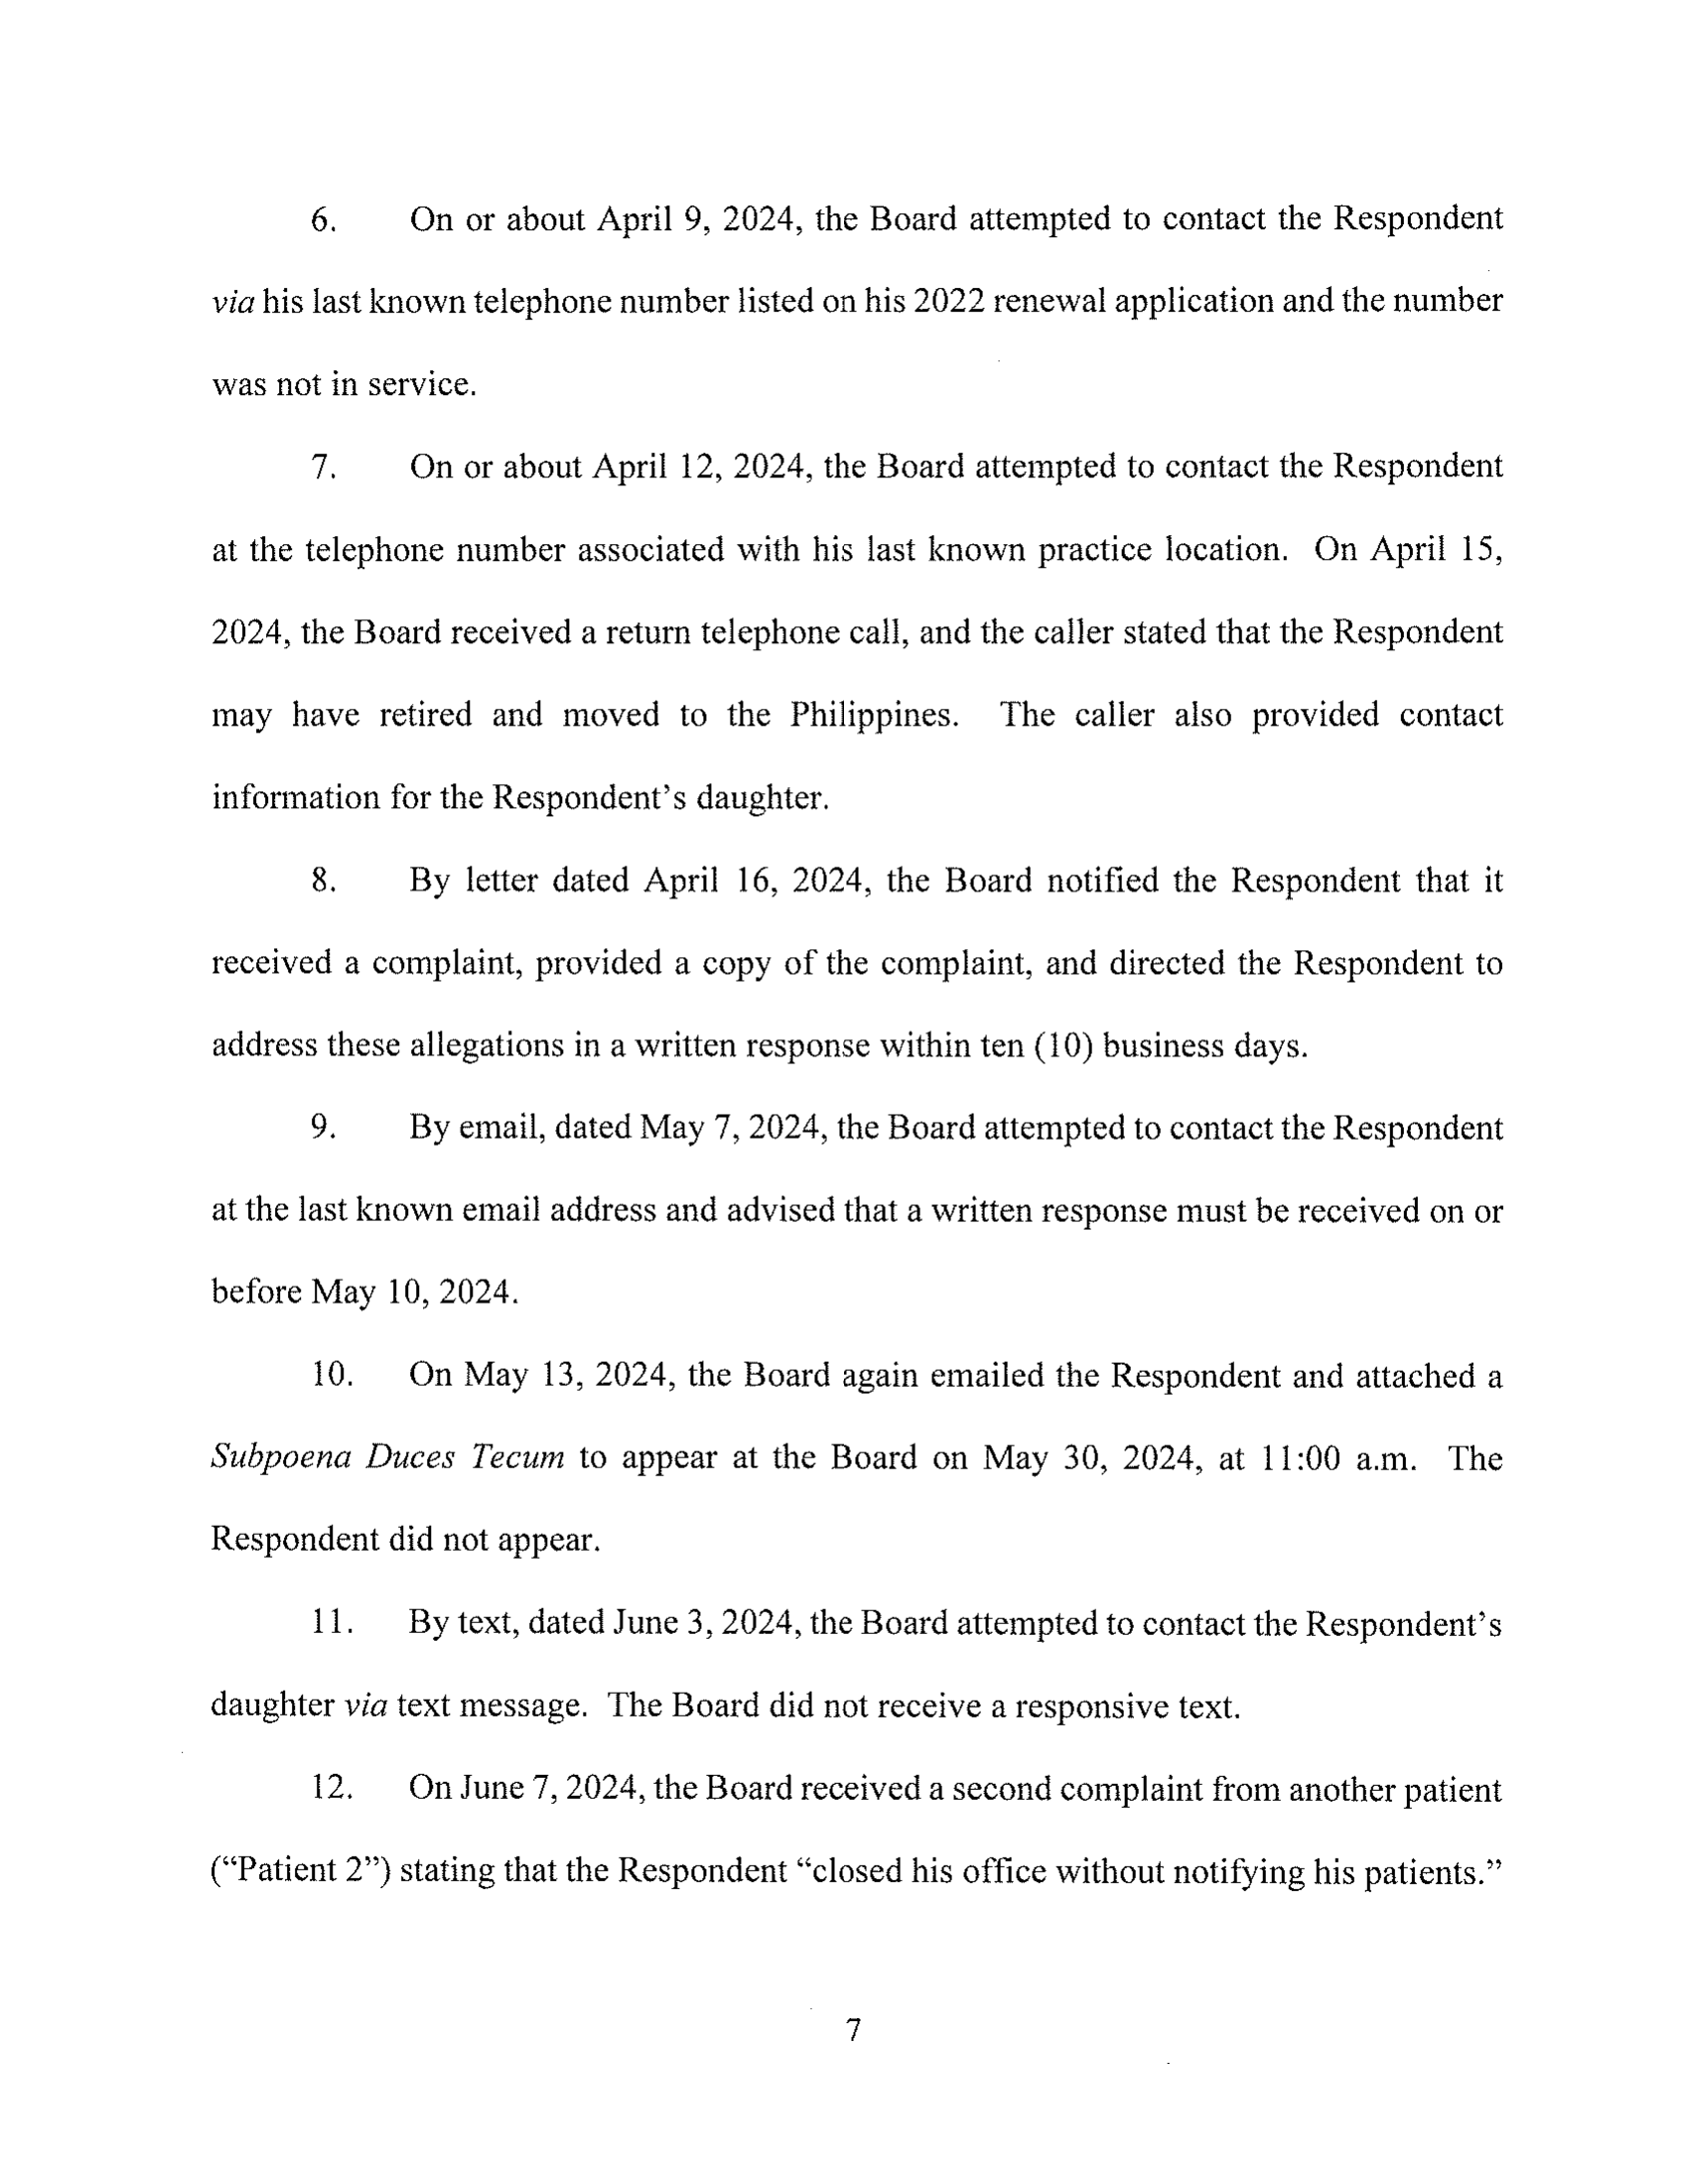 6. On or about April 9, 2024, the Board attempted to contact the Respondent
via his last known telephone number listed on his 2022 renewal application and the number
was not in service.
7. On or about April 12, 2024, the Board attempted to contact the Respondent
at the telephone number associated with his last known practice location. On April 15,
2024, the Board received a return telephone call, and the caller stated that the Respondent
may have retired and moved to the Philippines. The caller also provided contact
information for the Respondent's daughter.
8. By letter dated April 16, 2024, the Board notified the Respondent that it
received a complaint, provided a copy of the complaint, and directed the Respondent to
address these allegations in a written response within ten (10) business days.
9. By email, dated May 7, 2024, the Board attempted to contact the Respondent
at the last known email address and advised that a written response must be received on or
before May 10, 2024.
10. On May 13, 2024, the Board again emailed the Respondent and attached a
Subpoena Duces Tecum to appear at the Board on May 30, 2024, at 11:00 a.m. The
Respondent did not appear.
11. By text, dated June 3, 2024, the Board attempted to contact the Respondent's
daughter via text message. The Board did not receive a responsive text.
12. On June 7, 2024, the Board received a second complaint from another patient
(“Patient 2”) stating that the Respondent “closed his office without notifying his patients.”
7